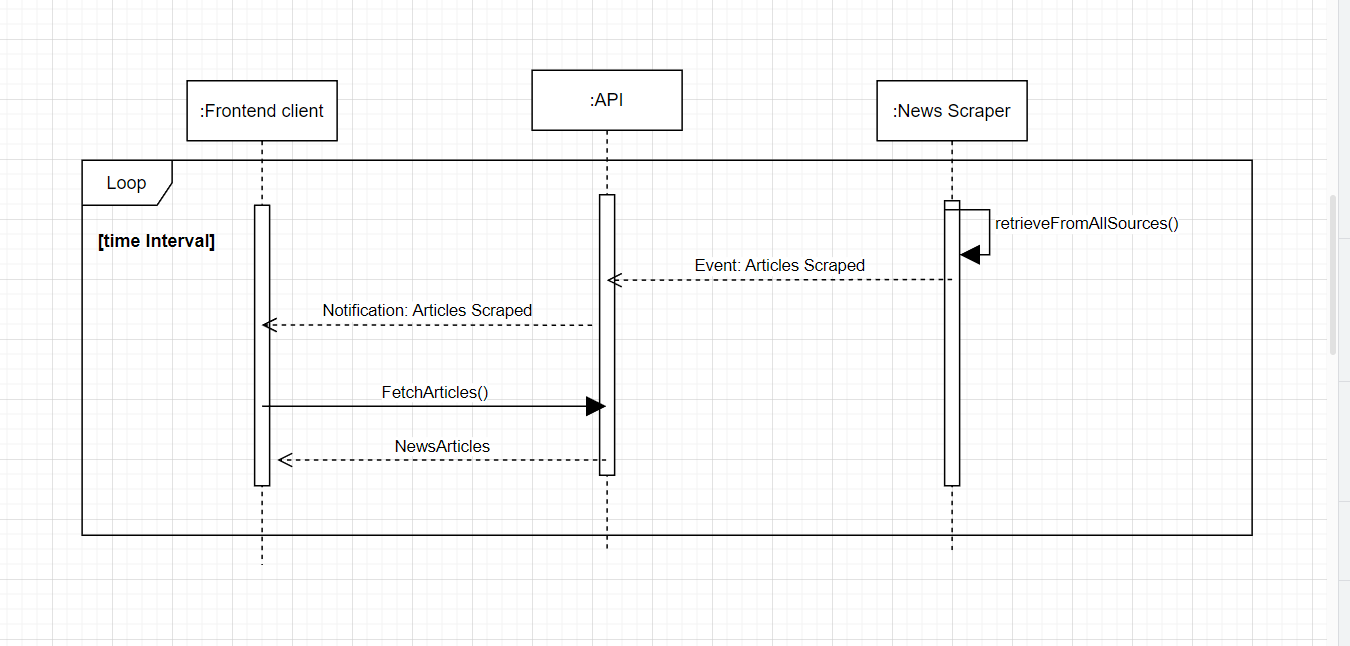 :Frontend client
:API
:News Scraper
Loop
[time Interval]
retrieveFromAllSources()
Event: Articles Scraped
Notification: Articles Scraped
FetchArticles()
NewsArticles